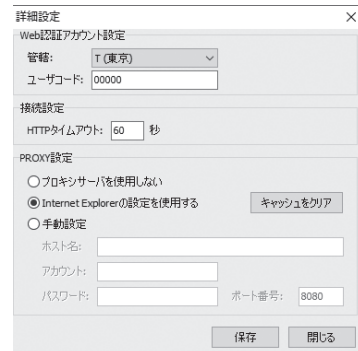 詳細設定
Web認証アカウント設定
管轄: T (東京)
ユーザコード: 00000
接続設定
HTTPタイムアウト: 60 秒
PROXY設定
プロキシサーバを使用しない
Internet Explorerの設定を使用する キャッシュをクリア
手動設定
ホスト名:
アカウント:
パスワード: ポート番号: 8080
保存 閉じる